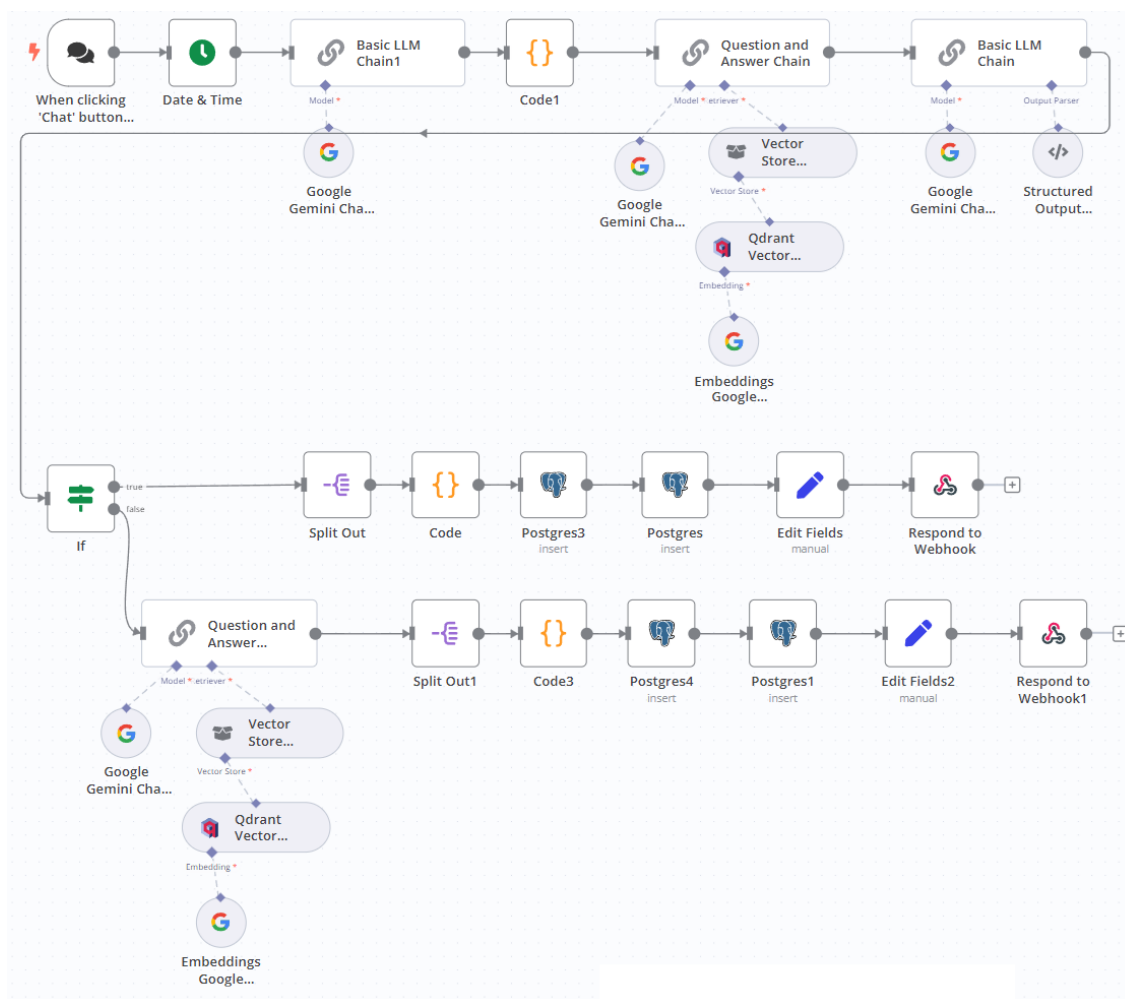 Basic LLM
Chain1
Question and
Answer Chain
Basic LLM
Chain
When clicking
'Chat' button...
Date & Time
Code1
Model *
Model *
etriever *
Model *
Output Parser
Vector
Store...
Google
Gemini Cha...
Google
Gemini Cha...
Vector Store *
Google
Gemini Cha...
Structured
Output...
Qdrant
Vector...
Embedding *
Embeddings
Google...
true
false
If
Split Out
Code
Postgres3
insert
Postgres
insert
Edit Fields
manual
Respond to
Webhook
Question and
Answer...
Model *
etriever *
Split Out1
Code3
Postgres4
insert
Postgres1
insert
Edit Fields2
manual
Respond to
Webhook1
Vector
Store...
Google
Gemini Cha...
Vector Store *
Qdrant
Vector...
Embedding *
Embeddings
Google...